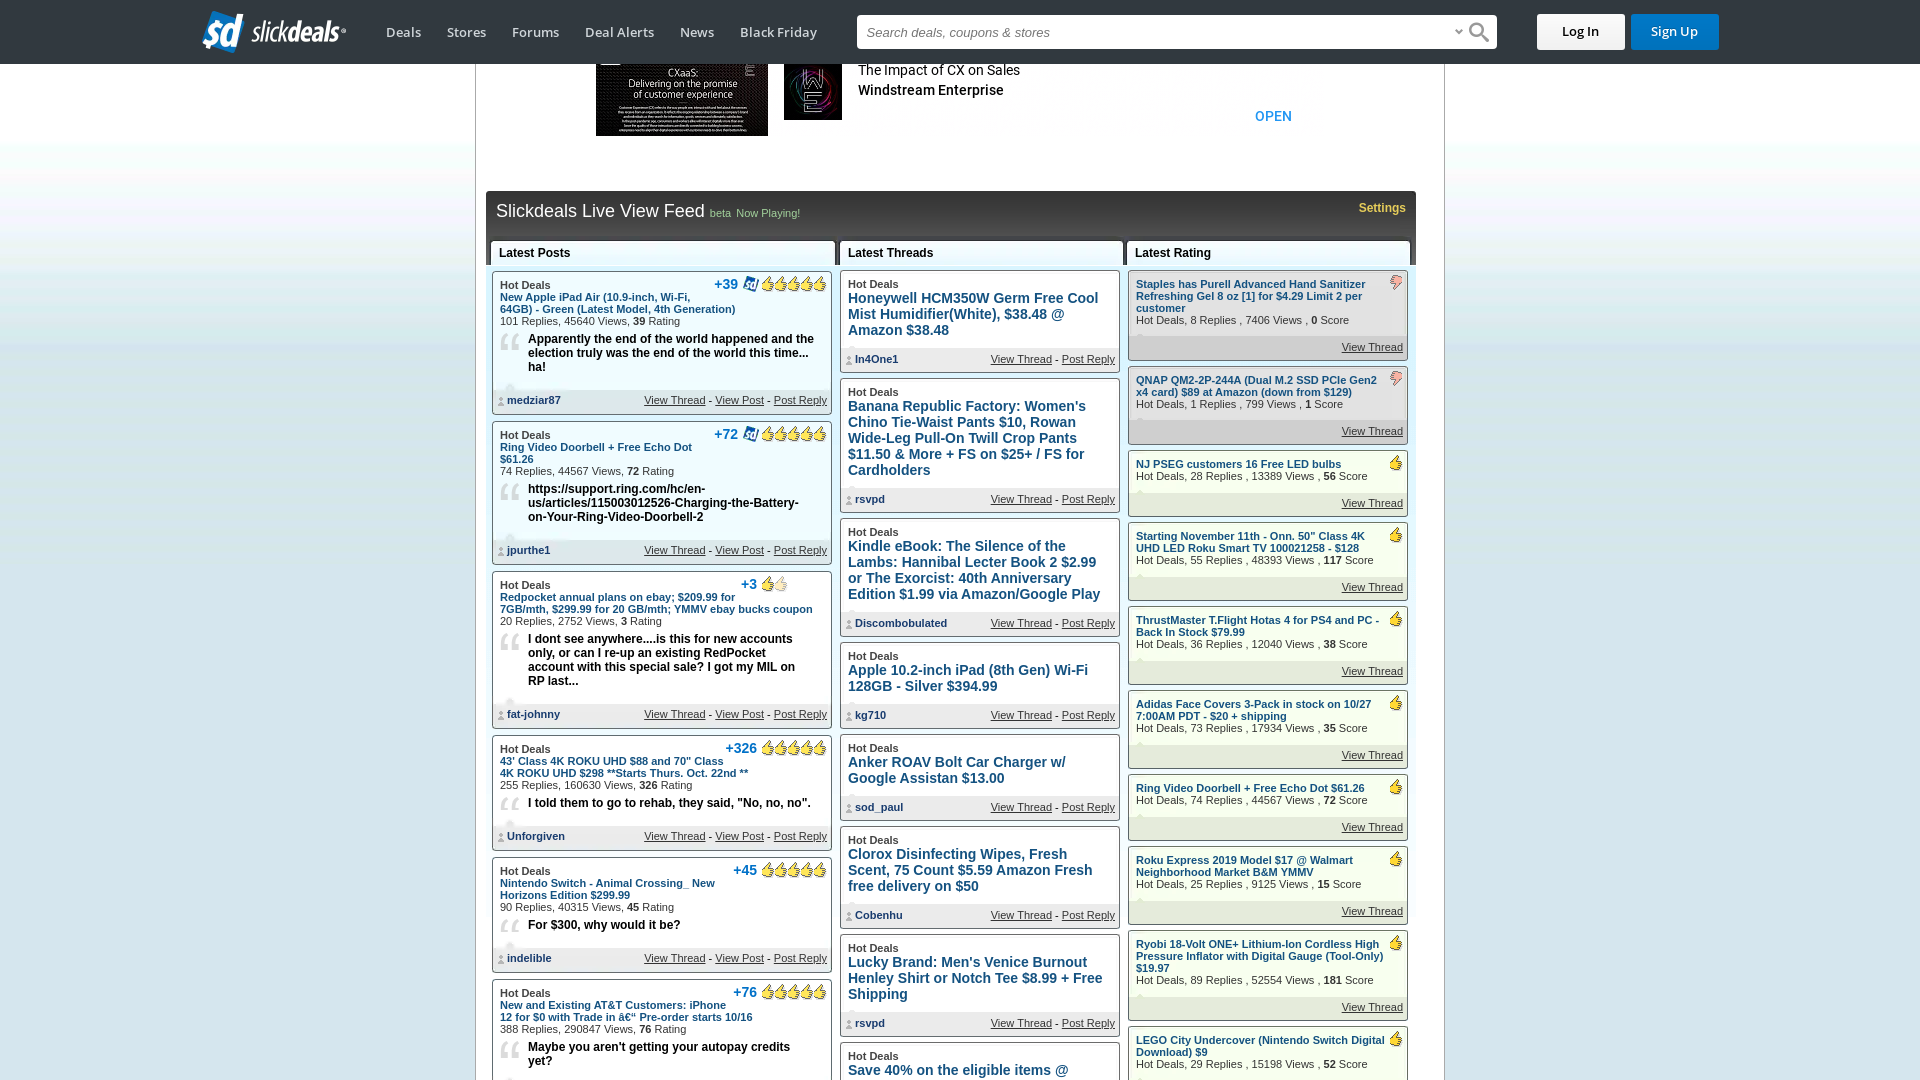 sd slickdeals
Deals
Stores
Forums
Deal Alerts
News
Black Friday
Search deals, coupons & stores
Log In
Sign Up
CXaaS:
Delivering on the promise
of customer experience
The Impact of CX on Sales
Windstream Enterprise
OPEN
Slickdeals Live View Feed beta Now Playing!
Settings
Latest Posts
Hot Deals +39
New Apple iPad Air (10.9-inch, Wi-Fi,
64GB) - Green (Latest Model, 4th Generation)
101 Replies, 45640 Views, 39 Rating
Apparently the end of the world happened and the
election truly was the end of the world this time...
ha!
medziar87 View Thread - View Post - Post Reply
Hot Deals +72
Ring Video Doorbell + Free Echo Dot
$61.26
74 Replies, 44567 Views, 72 Rating
https://support.ring.com/hc/en-
us/articles/115003012526-Charging-the-Battery-
on-Your-Ring-Video-Doorbell-2
jpurthe1 View Thread - View Post - Post Reply
Hot Deals +3
Redpocket annual plans on ebay; $209.99 for
7GB/mth, $299.99 for 20 GB/mth; YMMV ebay bucks coupon
20 Replies, 2752 Views, 3 Rating
I dont see anywhere....is this for new accounts
only, or can I re-up an existing RedPocket
account with this special sale? I got my MIL on
RP last...
fat-johnny View Thread - View Post - Post Reply
Hot Deals +326
43' Class 4K ROKU UHD $88 and 70" Class
4K ROKU UHD $298 **Starts Thurs. Oct. 22nd **
255 Replies, 160630 Views, 326 Rating
I told them to go to rehab, they said, "No, no, no".
Unforgiven View Thread - View Post - Post Reply
Hot Deals +45
Nintendo Switch - Animal Crossing_ New
Horizons Edition $299.99
90 Replies, 40315 Views, 45 Rating
For $300, why would it be?
indelible View Thread - View Post - Post Reply
Hot Deals +76
New and Existing AT&T Customers: iPhone
12 for $0 with Trade in â€“ Pre-order starts 10/16
388 Replies, 290847 Views, 76 Rating
Maybe you aren't getting your autopay credits
yet?
Latest Threads
Hot Deals
Honeywell HCM350W Germ Free Cool
Mist Humidifier(White), $38.48 @
Amazon $38.48
In4One1 View Thread - Post Reply
Hot Deals
Banana Republic Factory: Women's
Chino Tie-Waist Pants $10, Rowan
Wide-Leg Pull-On Twill Crop Pants
$11.50 & More + FS on $25+ / FS for
Cardholders
rsvpd View Thread - Post Reply
Hot Deals
Kindle eBook: The Silence of the
Lambs: Hannibal Lecter Book 2 $2.99
or The Exorcist: 40th Anniversary
Edition $1.99 via Amazon/Google Play
Discombobulated View Thread - Post Reply
Hot Deals
Apple 10.2-inch iPad (8th Gen) Wi-Fi
128GB - Silver $394.99
kg710 View Thread - Post Reply
Hot Deals
Anker ROAV Bolt Car Charger w/
Google Assistan $13.00
sod_paul View Thread - Post Reply
Hot Deals
Clorox Disinfecting Wipes, Fresh
Scent, 75 Count $5.59 Amazon Fresh
free delivery on $50
Cobenhu View Thread - Post Reply
Hot Deals
Lucky Brand: Men's Venice Burnout
Henley Shirt or Notch Tee $8.99 + Free
Shipping
rsvpd View Thread - Post Reply
Hot Deals
Save 40% on the eligible items @
Latest Rating
Staples has Purell Advanced Hand Sanitizer
Refreshing Gel 8 oz [1] for $4.29 Limit 2 per
customer
Hot Deals, 8 Replies , 7406 Views , 0 Score
View Thread
QNAP QM2-2P-244A (Dual M.2 SSD PCIe Gen2
x4 card) $89 at Amazon (down from $129)
Hot Deals, 1 Replies , 799 Views , 1 Score
View Thread
NJ PSEG customers 16 Free LED bulbs
Hot Deals, 28 Replies , 13389 Views , 56 Score
View Thread
Starting November 11th - Onn. 50" Class 4K
UHD LED Roku Smart TV 100021258 - $128
Hot Deals, 55 Replies , 48393 Views , 117 Score
View Thread
ThrustMaster T.Flight Hotas 4 for PS4 and PC -
Back In Stock $79.99
Hot Deals, 36 Replies , 12040 Views , 38 Score
View Thread
Adidas Face Covers 3-Pack in stock on 10/27
7:00AM PDT - $20 + shipping
Hot Deals, 73 Replies , 17934 Views , 35 Score
View Thread
Ring Video Doorbell + Free Echo Dot $61.26
Hot Deals, 74 Replies , 44567 Views , 72 Score
View Thread
Roku Express 2019 Model $17 @ Walmart
Neighborhood Market B&M YMMV
Hot Deals, 25 Replies , 9125 Views , 15 Score
View Thread
Ryobi 18-Volt ONE+ Lithium-Ion Cordless High
Pressure Inflator with Digital Gauge (Tool-Only)
$19.97
Hot Deals, 89 Replies , 52554 Views , 181 Score
View Thread
LEGO City Undercover (Nintendo Switch Digital
Download) $9
Hot Deals, 29 Replies , 15198 Views , 52 Score